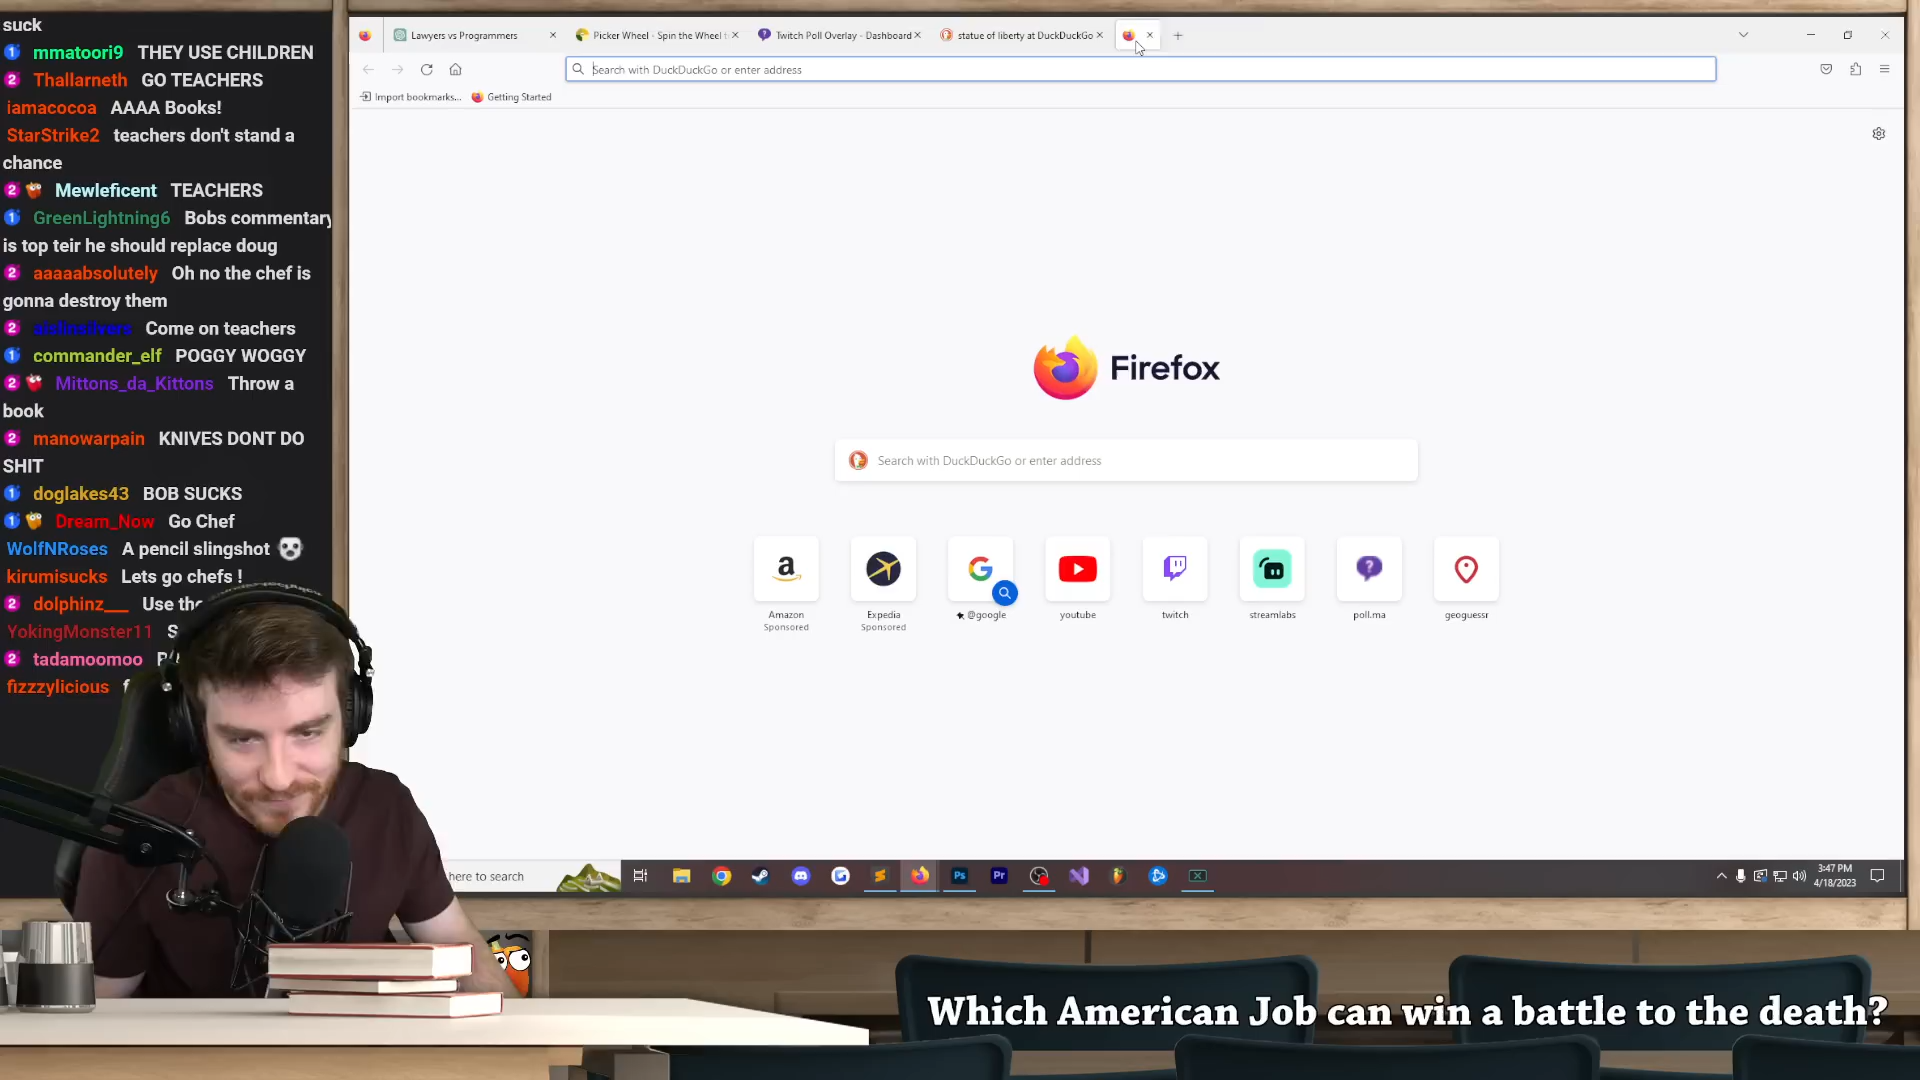 suck
mmatoori9 THEY USE CHILDREN
Thallarneth GO TEACHERS
iamacocoa AAAA Books!
StarStrike2 teachers don't stand a
chance
Mewleficent TEACHERS
GreenLightning6 Bobs commentary
is top teir he should replace doug
aaaaabsolutely Oh no the chef is
gonna destroy them
Come on teachers
commander_elf POGGY WOGGY
Mittons_da_Kittons Throw a
book
manowarpain KNIVES DONT DO
SHIT
doglakes43 BOB SUCKS
Dream_Now Go Chef
WolfNRoses A pencil slingshot
kirumisucks Lets go chefs !
dolphinz___ Use
YokingMonster11
tadamoomoo
fizzzylicious
Lawyers vs Programmers
Picker Wheel - Spin the Wheel
Twitch Poll Overlay - Dashboard
statue of liberty at DuckDuckGo
Search with DuckDuckGo or enter address
Import bookmarks...
Getting Started
Firefox
Search with DuckDuckGo or enter address
Amazon
Sponsored
Expedia
Sponsored
@google
youtube
twitch
streamlabs
poll.ma
geoguessr
here to search
3:47 PM
4/18/2023
Which American Job can win a battle to the death?